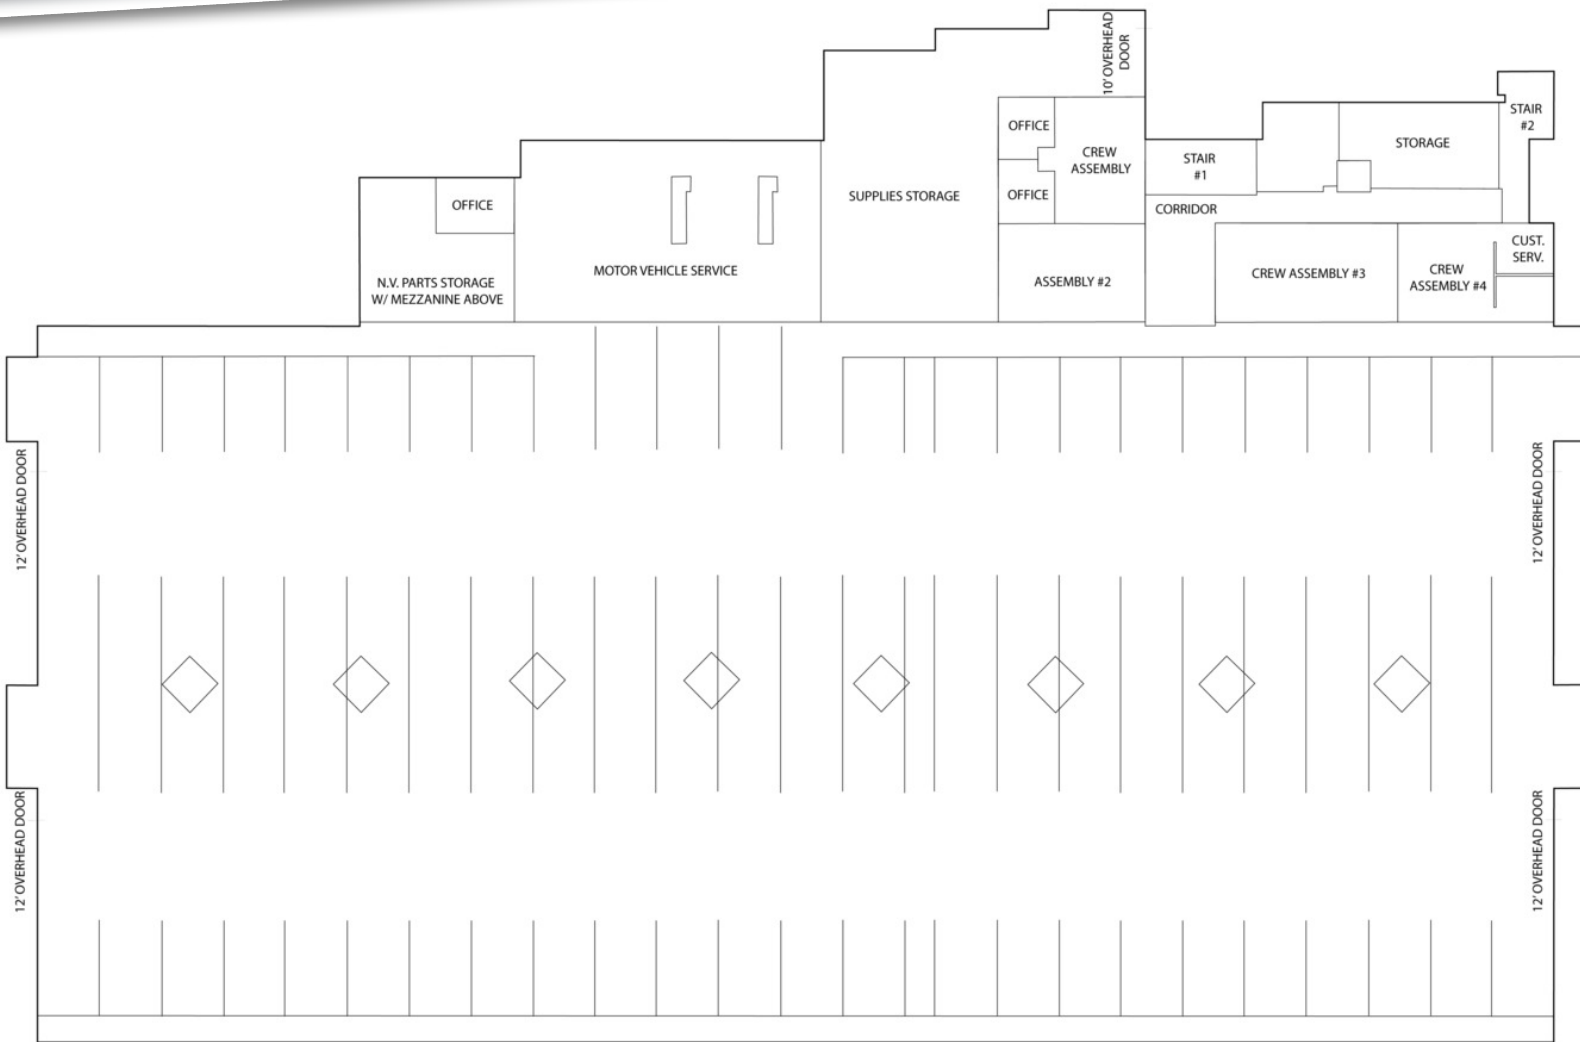 10' OVERHEAD
DOOR
STAIR
#2
OFFICE
CREW
ASSEMBLY
STORAGE
STAIR
#1
OFFICE
SUPPLIES STORAGE
OFFICE
CORRIDOR
MOTOR VEHICLE SERVICE
N.V. PARTS STORAGE
W/ MEZZANINE ABOVE
ASSEMBLY #2
CREW ASSEMBLY #3
CREW
ASSEMBLY #4
CUST.
SERV.
12' OVERHEAD DOOR
12' OVERHEAD DOOR
12' OVERHEAD DOOR
12' OVERHEAD DOOR